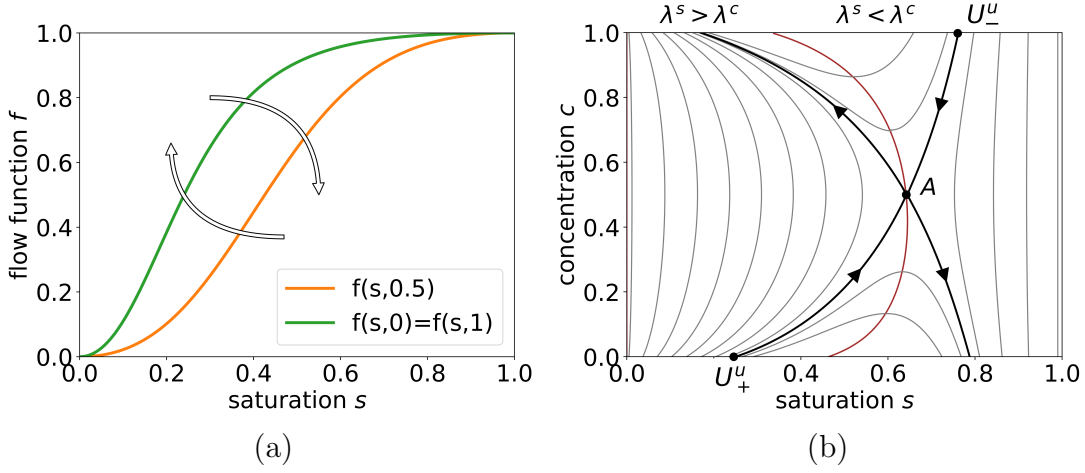 flow function f
1.0
0.8
0.6
0.4
0.2
0.0
f(s,0.5)
f(s,0)=f(s,1)
0.0 0.2 0.4 0.6 0.8 1.0
saturation s
(a)
λ^s > λ^c λ^s < λ^c U_-^u
concentration c
1.0
0.8
0.6
0.4
0.2
0.0
A
0.0 U_+^u 0.4 0.6 0.8 1.0
saturation s
(b)